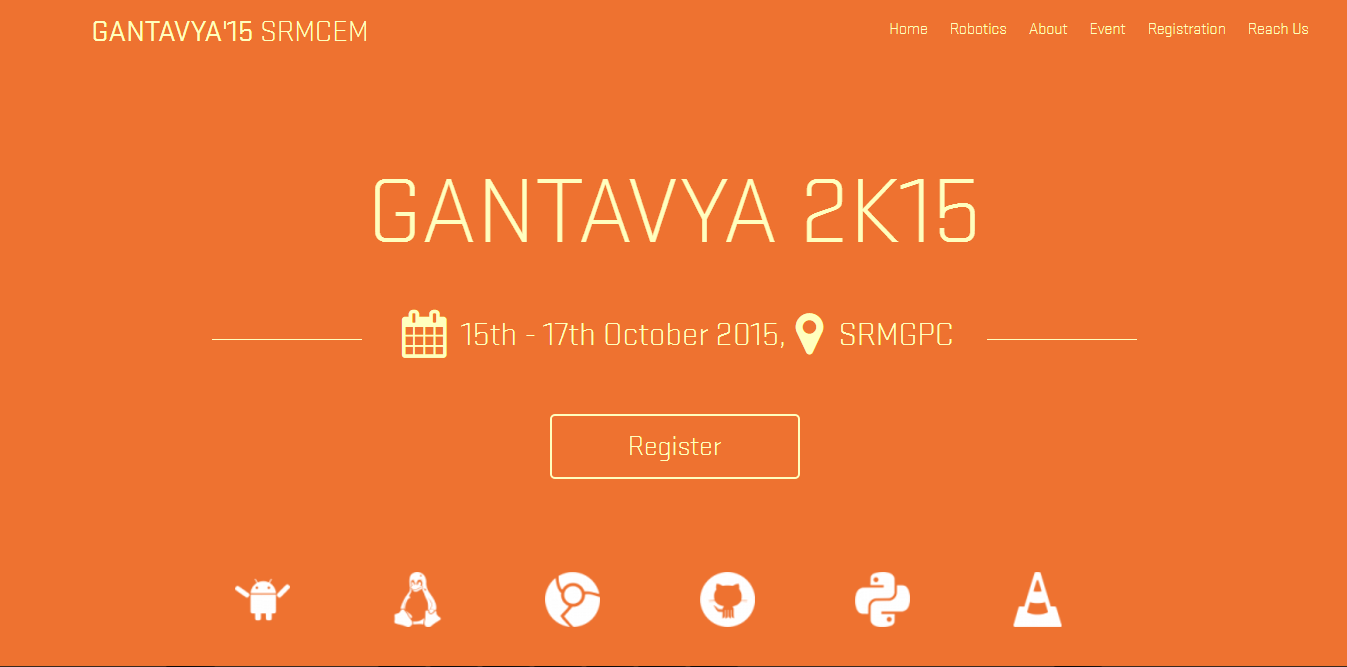 GANTAVYA'15 SRMCEM
Home Robotics About Event Registration Reach Us
GANTAVYA 2K15
15th - 17th October 2015, SRMGPC
Register